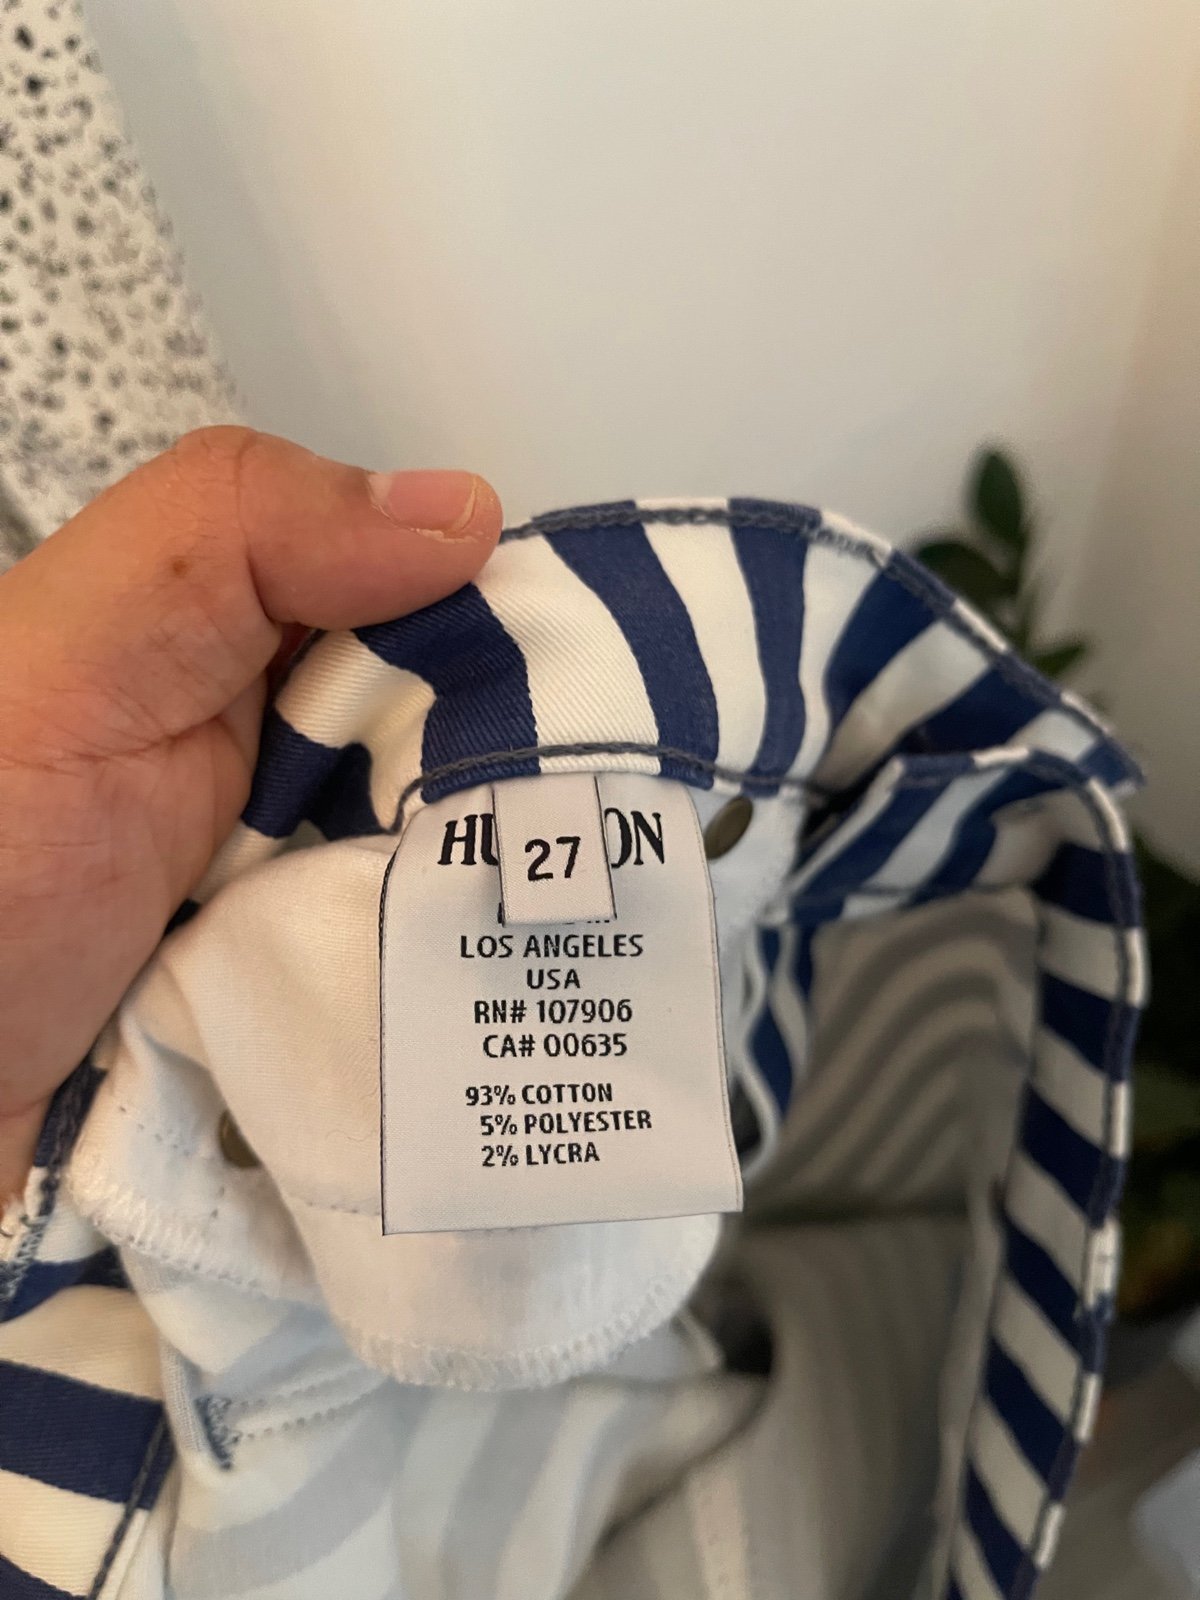 27
LOS ANGELES
USA
RN# 107906
CA# 00635
93% COTTON
5% POLYESTER
2% LYCRA